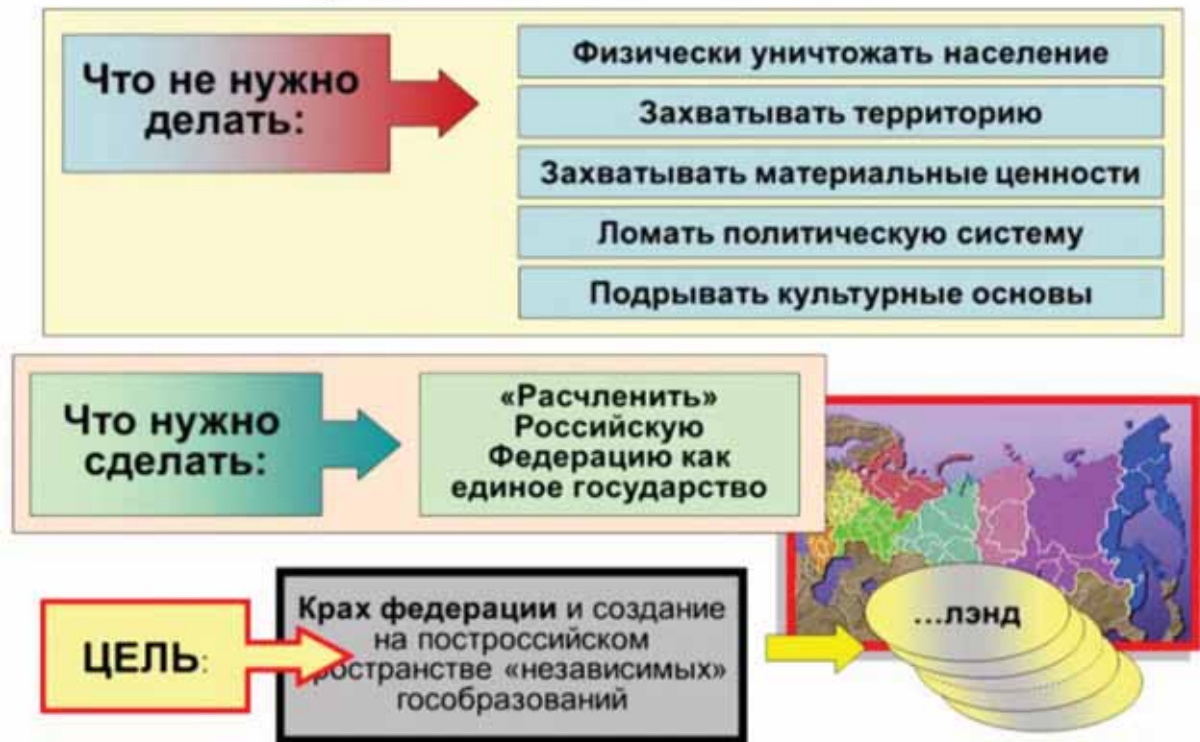 Что не нужно
делать:
Физически уничтожать население
Захватывать территорию
Захватывать материальные ценности
Ломать политическую систему
Подрывать культурные основы
Что нужно
сделать:
«Расчленить»
Российскую
Федерацию как
единое государство
ЦЕЛЬ:
Крах федерации и создание
на построссийском
ространстве «независимых»
гособразований
...лэнд